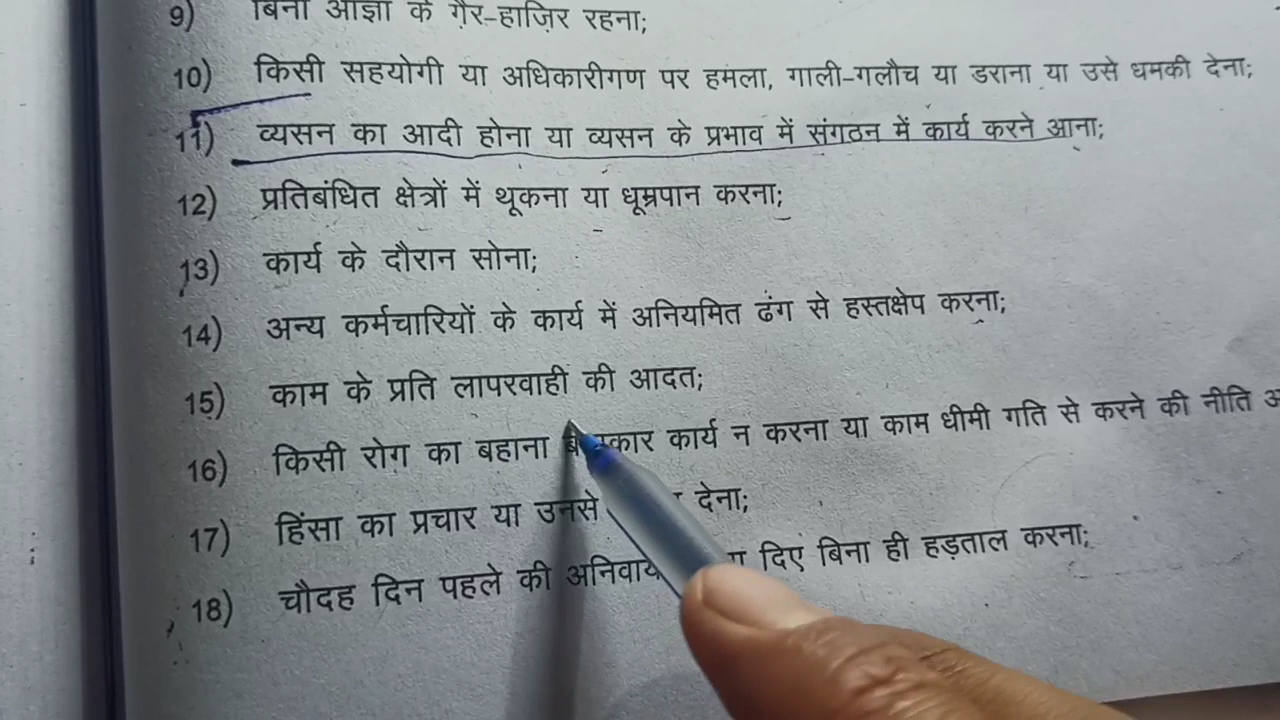 9) बिना आज्ञा के ग़ैर-हाज़िर रहना;
10) किसी सहयोगी या अधिकारीगण पर हमला, गाली-गलौच या डराना या उसे धमकी देना;
11) व्यसन का आदी होना या व्यसन के प्रभाव में संगठन में कार्य करने आना;
12) प्रतिबंधित क्षेत्रों में थूकना या धूम्रपान करना;
13) कार्य के दौरान सोना;
14) अन्य कर्मचारियों के कार्य में अनियमित ढंग से हस्तक्षेप करना;
15) काम के प्रति लापरवाही की आदत;
16) किसी रोग का बहाना कार्य न करना या काम धीमी गति से करने की नीति
17) हिंसा का प्रचार या उनसे देना;
18) चौदह दिन पहले की दिए बिना ही हड़ताल करना;